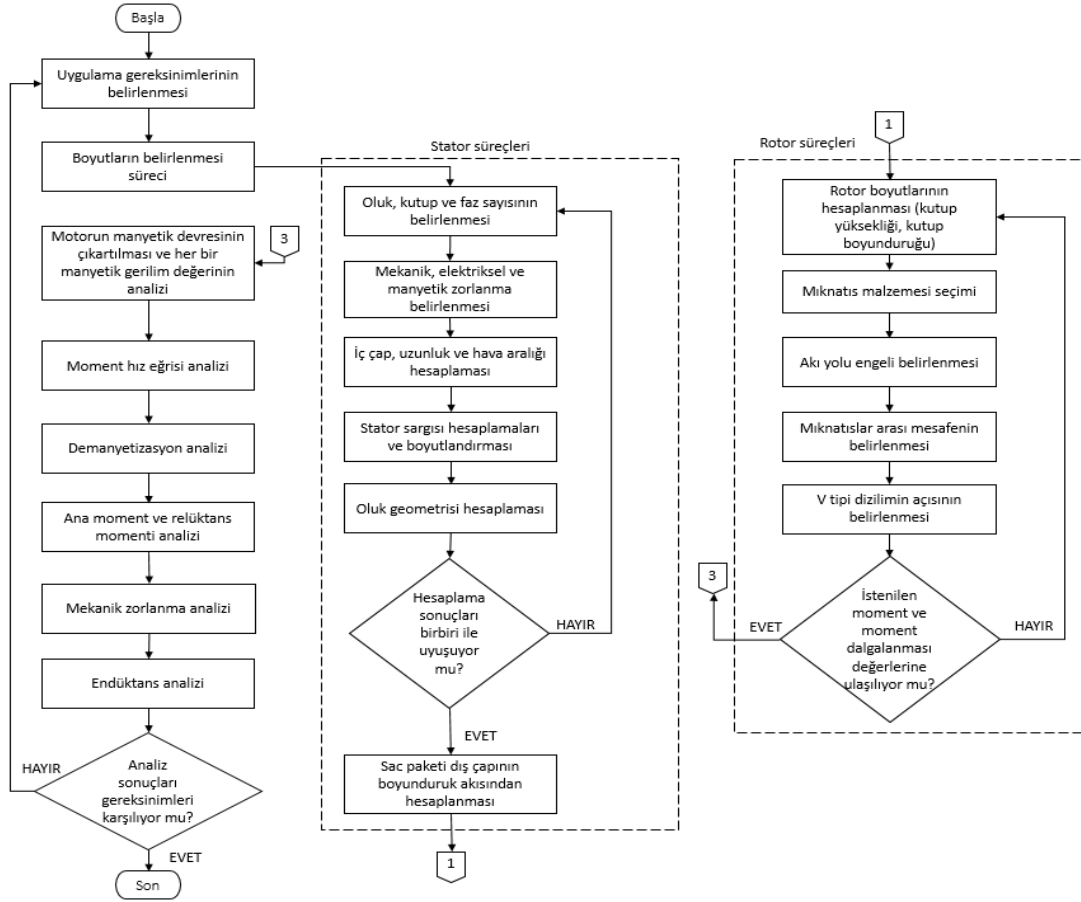 Başla
Uygulama gereksinimlerinin
belirlenmesi
Boyutların belirlenmesi
süreci
Stator süreçleri
Oluk, kutup ve faz sayısının
belirlenmesi
Mekanik, elektriksel ve
manyetik zorlanma
belirlenmesi
İç çap, uzunluk ve hava aralığı
hesaplaması
Stator sargısı hesaplamaları
ve boyutlandırması
Oluk geometrisi hesaplaması
Hesaplama
sonuçları
birbiri ile
uyuşuyor
mu?
HAYIR
EVET
Sac paketi dış çapının
boyunduruk akısından
hesaplanması
1
1
Rotor süreçleri
Rotor boyutlarının
hesaplanması (kutup
yüksekliği, kutup
boyunduruğu)
Mıknatıs malzemesi seçimi
Akı yolu engeli belirlenmesi
Mıknatıslar arası mesafenin
belirlenmesi
V tipi dizilimin açısının
belirlenmesi
İstenilen
moment ve
moment
dalgalanması
değerlerine
ulaşılıyor mu?
HAYIR
EVET
3
3
Motorun manyetik devresinin
çıkartılması ve her bir
manyetik gerilim değerinin
analizi
Moment hız eğrisi analizi
Demanyetizasyon analizi
Ana moment ve relüktans
momenti analizi
Mekanik zorlanma analizi
Endüktans analizi
Analiz
sonuçları
gereksinimleri
karşılıyor mu?
HAYIR
EVET
Son